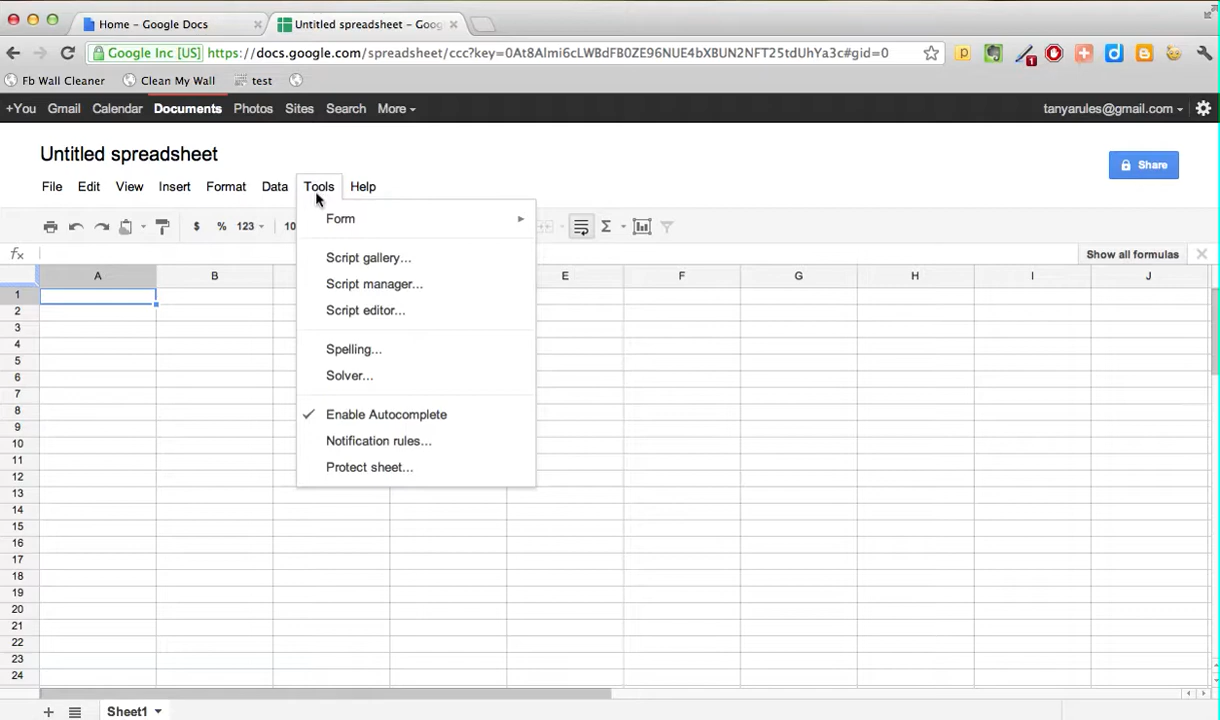 Home – Google Docs
Untitled spreadsheet – Goog
Google Inc [US]
https://docs.google.com/spreadsheet/ccc?key=0At8Almi6cLWBdFB0ZE96NUE4bXBUN2NFT25tdUhYa3c#gid=0
1
Fb Wall Cleaner
Clean My Wall
test
+You Gmail Calendar Documents Photos Sites Search More
tanyarules@gmail.com
Untitled spreadsheet
Share
File Edit View Insert Format Data Tools Help
$ % 123 10 Σ
Form
fx
Show all formulas
Script gallery...
A B E F G H I J
Script manager...
Script editor...
Spelling...
Solver...
Enable Autocomplete
Notification rules...
Protect sheet...
1
2
3
4
5
6
7
8
9
10
11
12
13
14
15
16
17
18
19
20
21
22
23
24
Sheet1